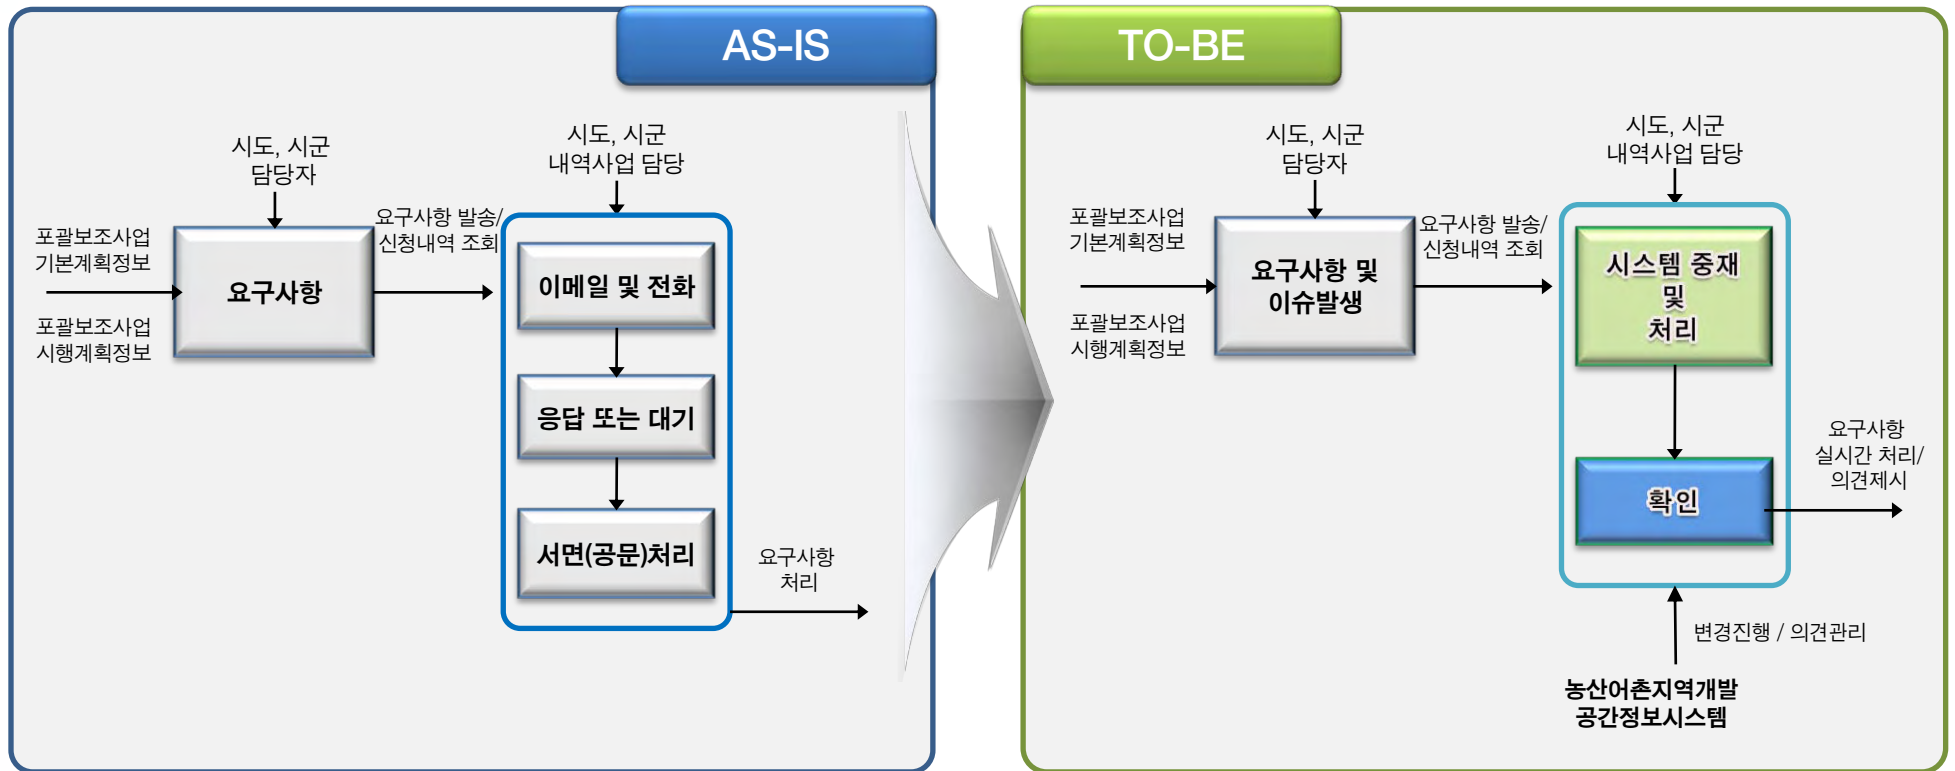 AS-IS
시도, 시군
담당자
시도, 시군
내역사업 담당
포괄보조사업
기본계획정보
요구사항
요구사항 발송/
신청내역 조회
이메일 및 전화
포괄보조사업
시행계획정보
응답 또는 대기
서면(공문)처리
요구사항
처리
TO-BE
시도, 시군
담당자
시도, 시군
내역사업 담당
포괄보조사업
기본계획정보
요구사항 및
이슈발생
요구사항 발송/
신청내역 조회
시스템 중재
및
처리
포괄보조사업
시행계획정보
확인
요구사항
실시간 처리/
의견제시
변경진행 / 의견관리
농산어촌지역개발
공간정보시스템